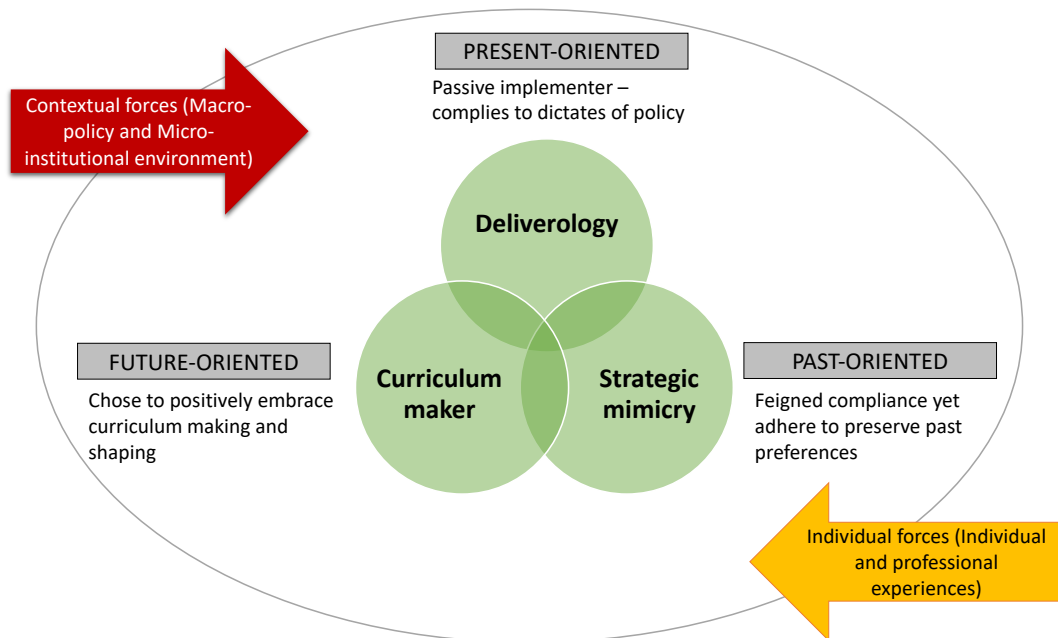 PRESENT-ORIENTED
Passive implementer –
complies to dictates of policy
Contextual forces (Macro-
policy and Micro-
institutional environment)
Deliverology
FUTURE-ORIENTED
Chose to positively embrace
curriculum making and
shaping
Curriculum
maker
Strategic
mimicry
PAST-ORIENTED
Feigned compliance yet
adhere to preserve past
preferences
Individual forces (Individual
and professional
experiences)